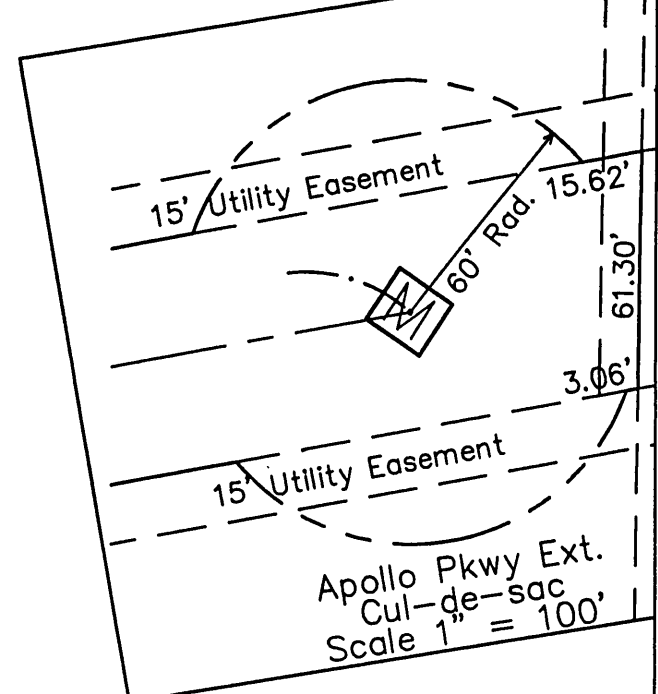 15' Utility Easement
15.62'
60' Rad.
61.30'
3.06'
15' Utility Easement
Apollo Pkwy Ext.
Cul-de-sac
Scale 1" = 100'